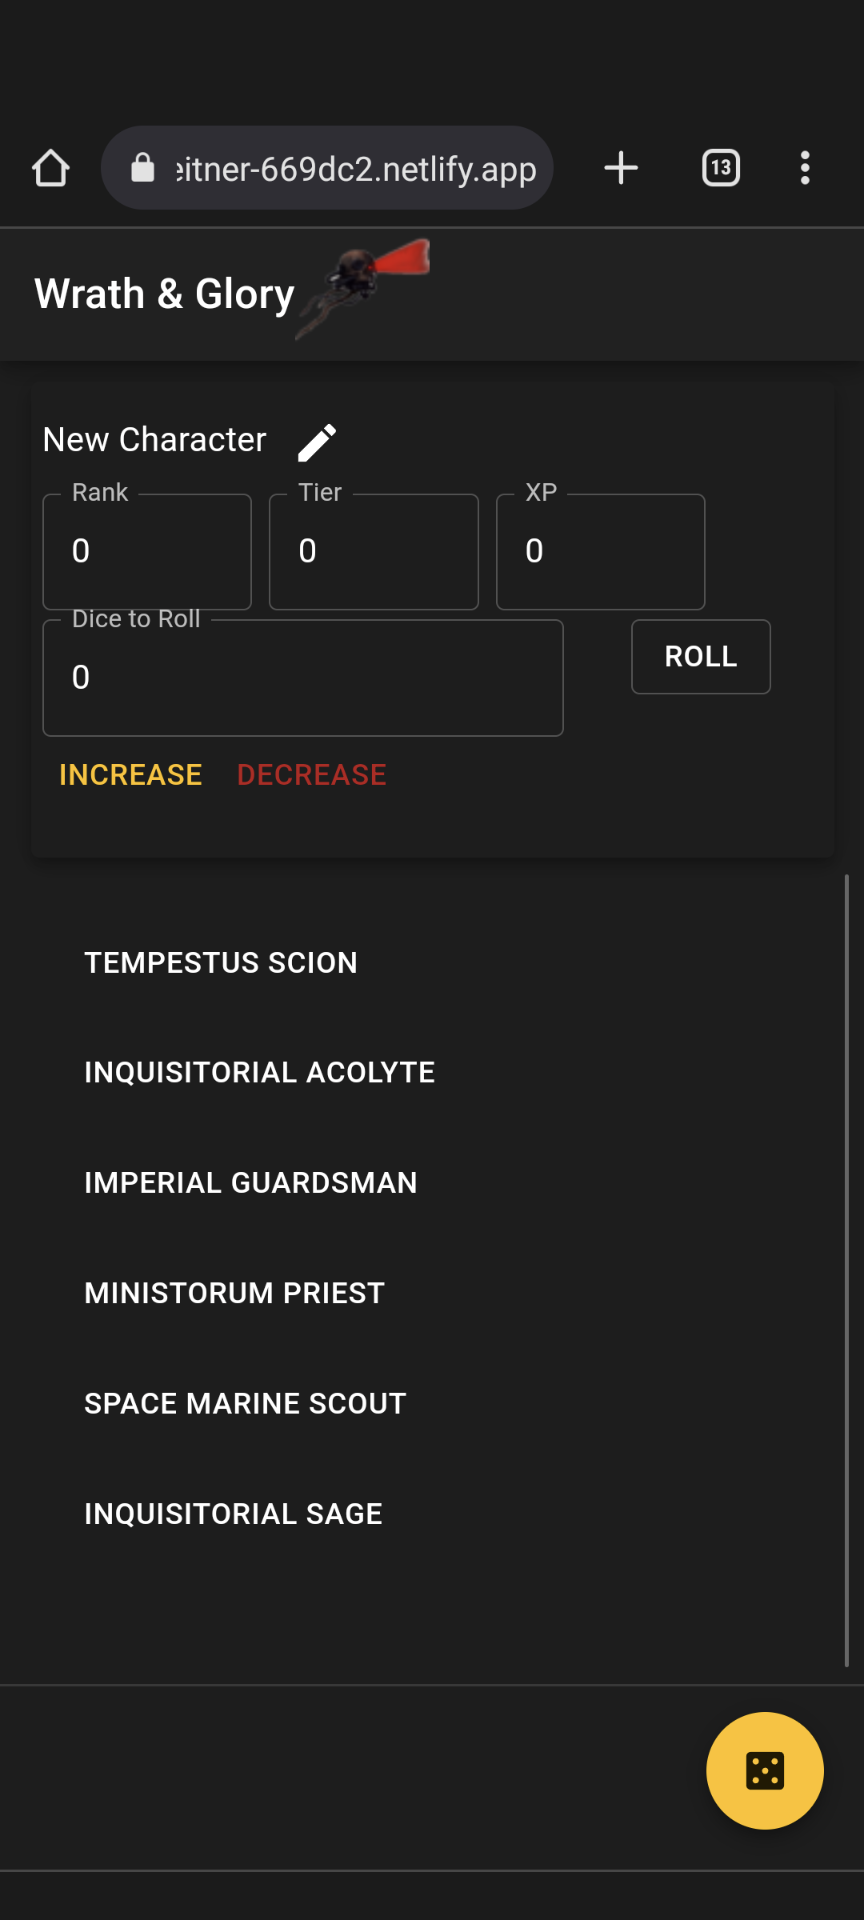 eitner-669dc2.netlify.app
13
Wrath & Glory
New Character
Rank
Tier
XP
0
0
0
Dice to Roll
0
ROLL
INCREASE
DECREASE
TEMPESTUS SCION
INQUISITORIAL ACOLYTE
IMPERIAL GUARDSMAN
MINISTORUM PRIEST
SPACE MARINE SCOUT
INQUISITORIAL SAGE